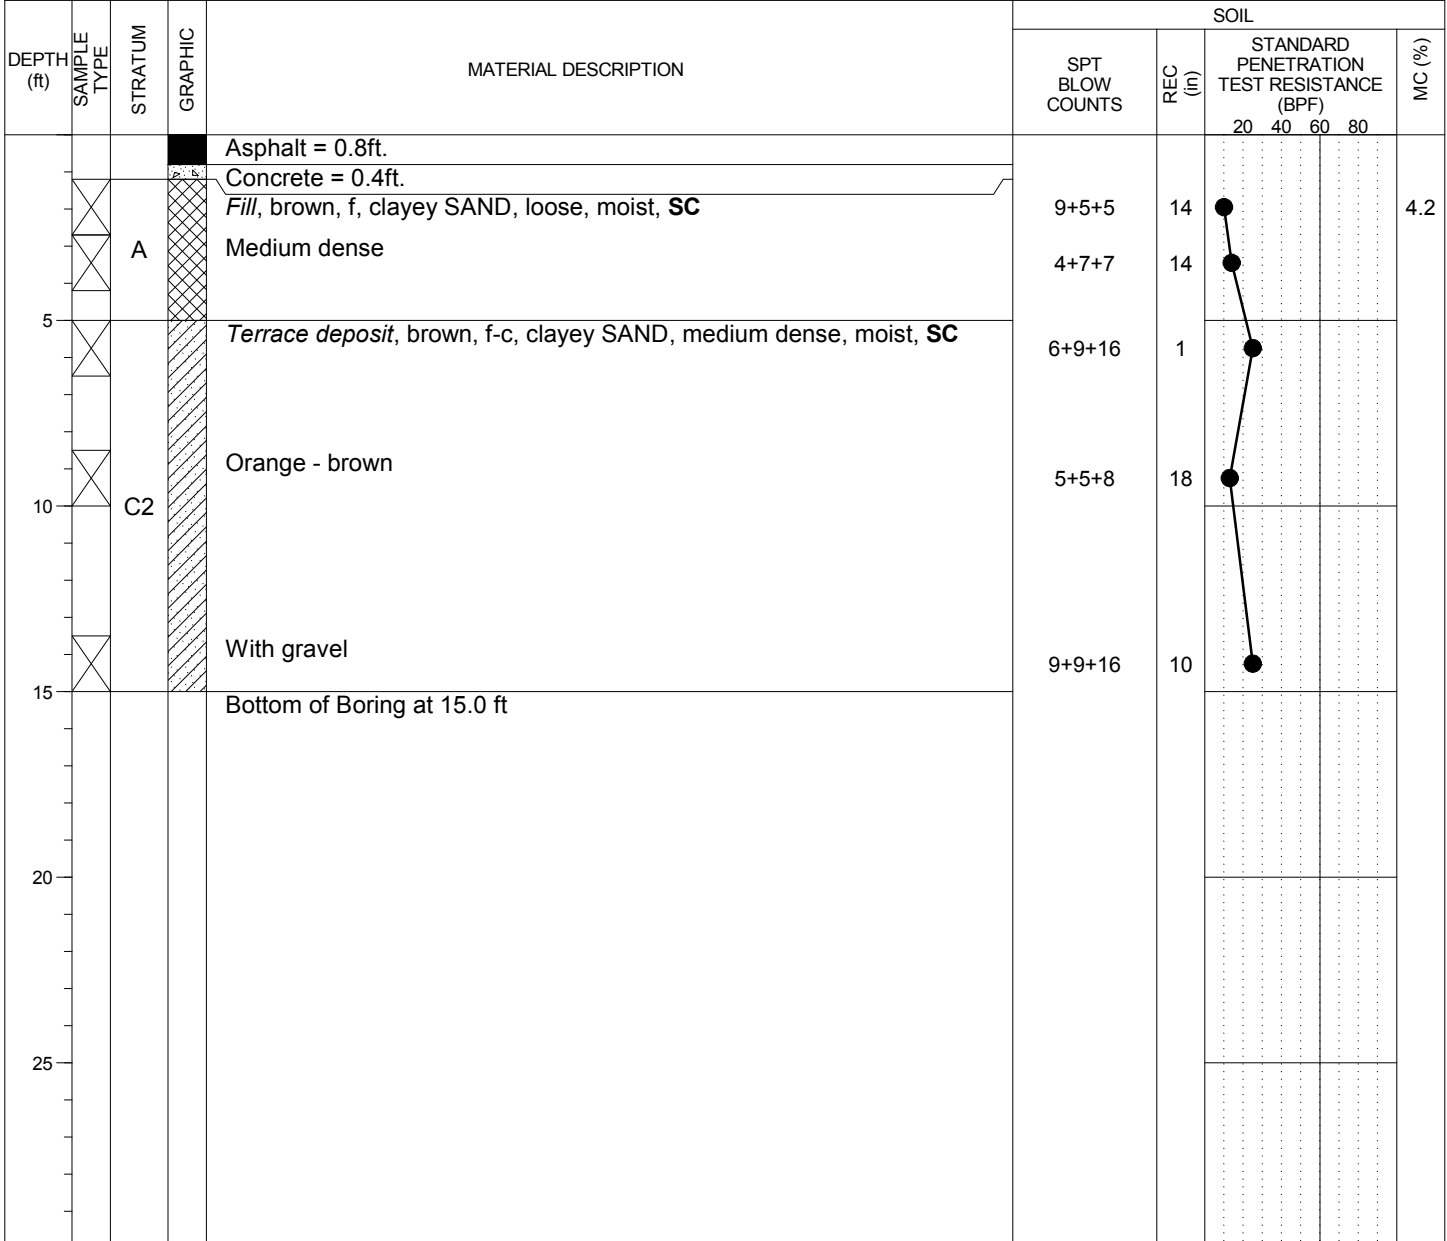 SOIL
DEPTH
(ft)
SAMPLE
TYPE
STRATUM
GRAPHIC
MATERIAL DESCRIPTION
SPT
BLOW
COUNTS
REC
(in)
STANDARD
PENETRATION
TEST RESISTANCE
(BPF)
20 40 60 80
MC (%)
Asphalt = 0.8ft.
Concrete = 0.4ft.
Fill, brown, f, clayey SAND, loose, moist, SC 9+5+5 14 4.2
A Medium dense
4+7+7 14
5
Terrace deposit, brown, f-c, clayey SAND, medium dense, moist, SC
6+9+16 1
Orange - brown
5+5+8 18
10 C2
With gravel
9+9+16 10
15
Bottom of Boring at 15.0 ft
20
25